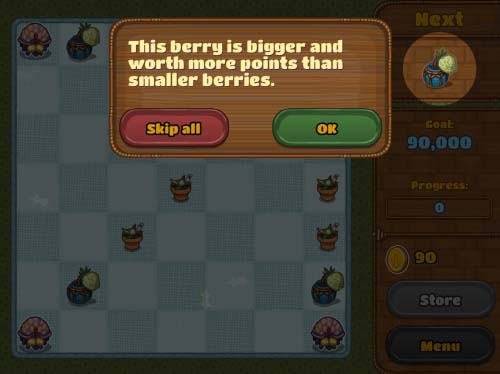 This berry is bigger and
worth more points than
smaller berries.
Skip all
OK
Next
Goal:
90,000
Progress:
0
90
Store
Menu